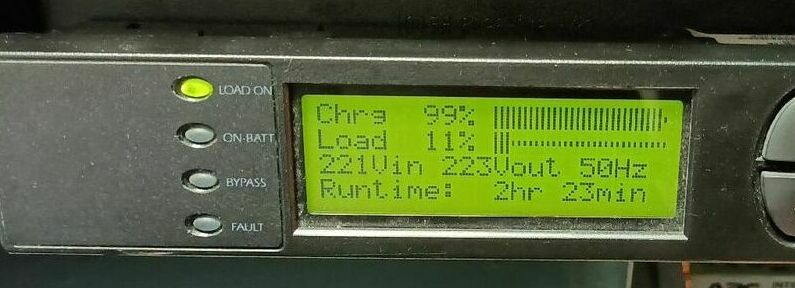 LOAD ON
ON-BATT
BYPASS
FAULT
Chrg 99%
Load 11%
221Vin 223Vout 50Hz
Runtime: 2hr 23min